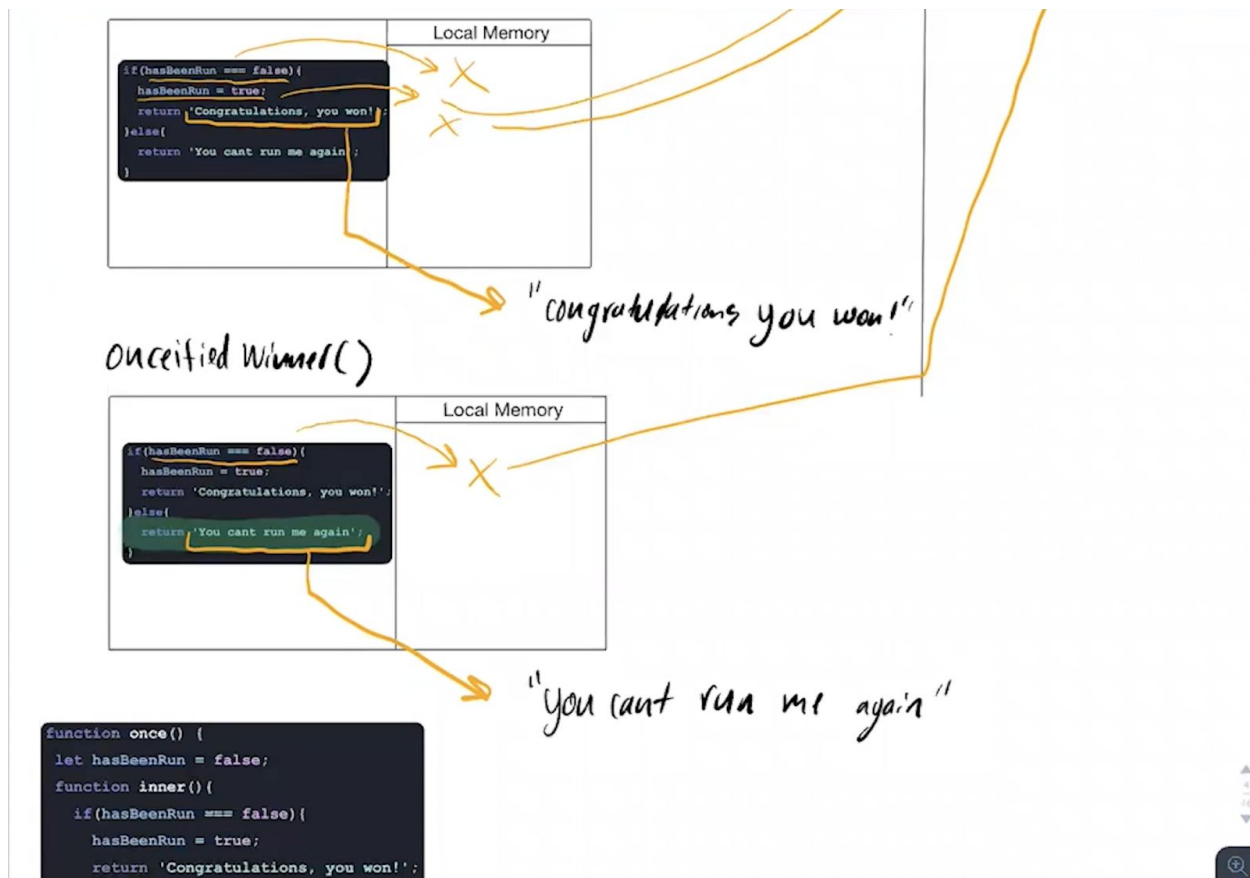 Local Memory
if(hasBeenRun === false){
hasBeenRun = true;
return 'Congratulations, you won!';
}else{
return 'You cant run me again';
}
"congratulations you won!"
onceified Winner()
Local Memory
if(hasBeenRun === false){
hasBeenRun = true;
return 'Congratulations, you won!';
}else{
return 'You cant run me again';
}
"you cant run me again"
function once() {
let hasBeenRun = false;
function inner(){
if(hasBeenRun === false){
hasBeenRun = true;
return 'Congratulations, you won!';